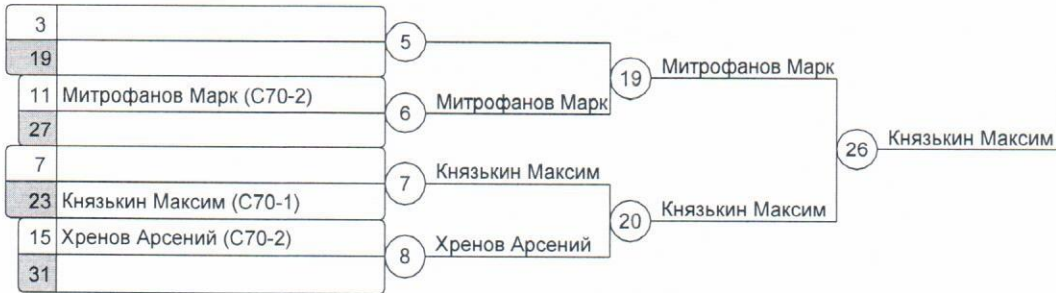 3
5
19
19
Митрофанов Марк
11 Митрофанов Марк (С70-2)
6
Митрофанов Марк
27
26
Князькин Максим
7
7
Князькин Максим
23 Князькин Максим (С70-1)
20
Князькин Максим
15 Хренов Арсений (С70-2)
8
Хренов Арсений
31